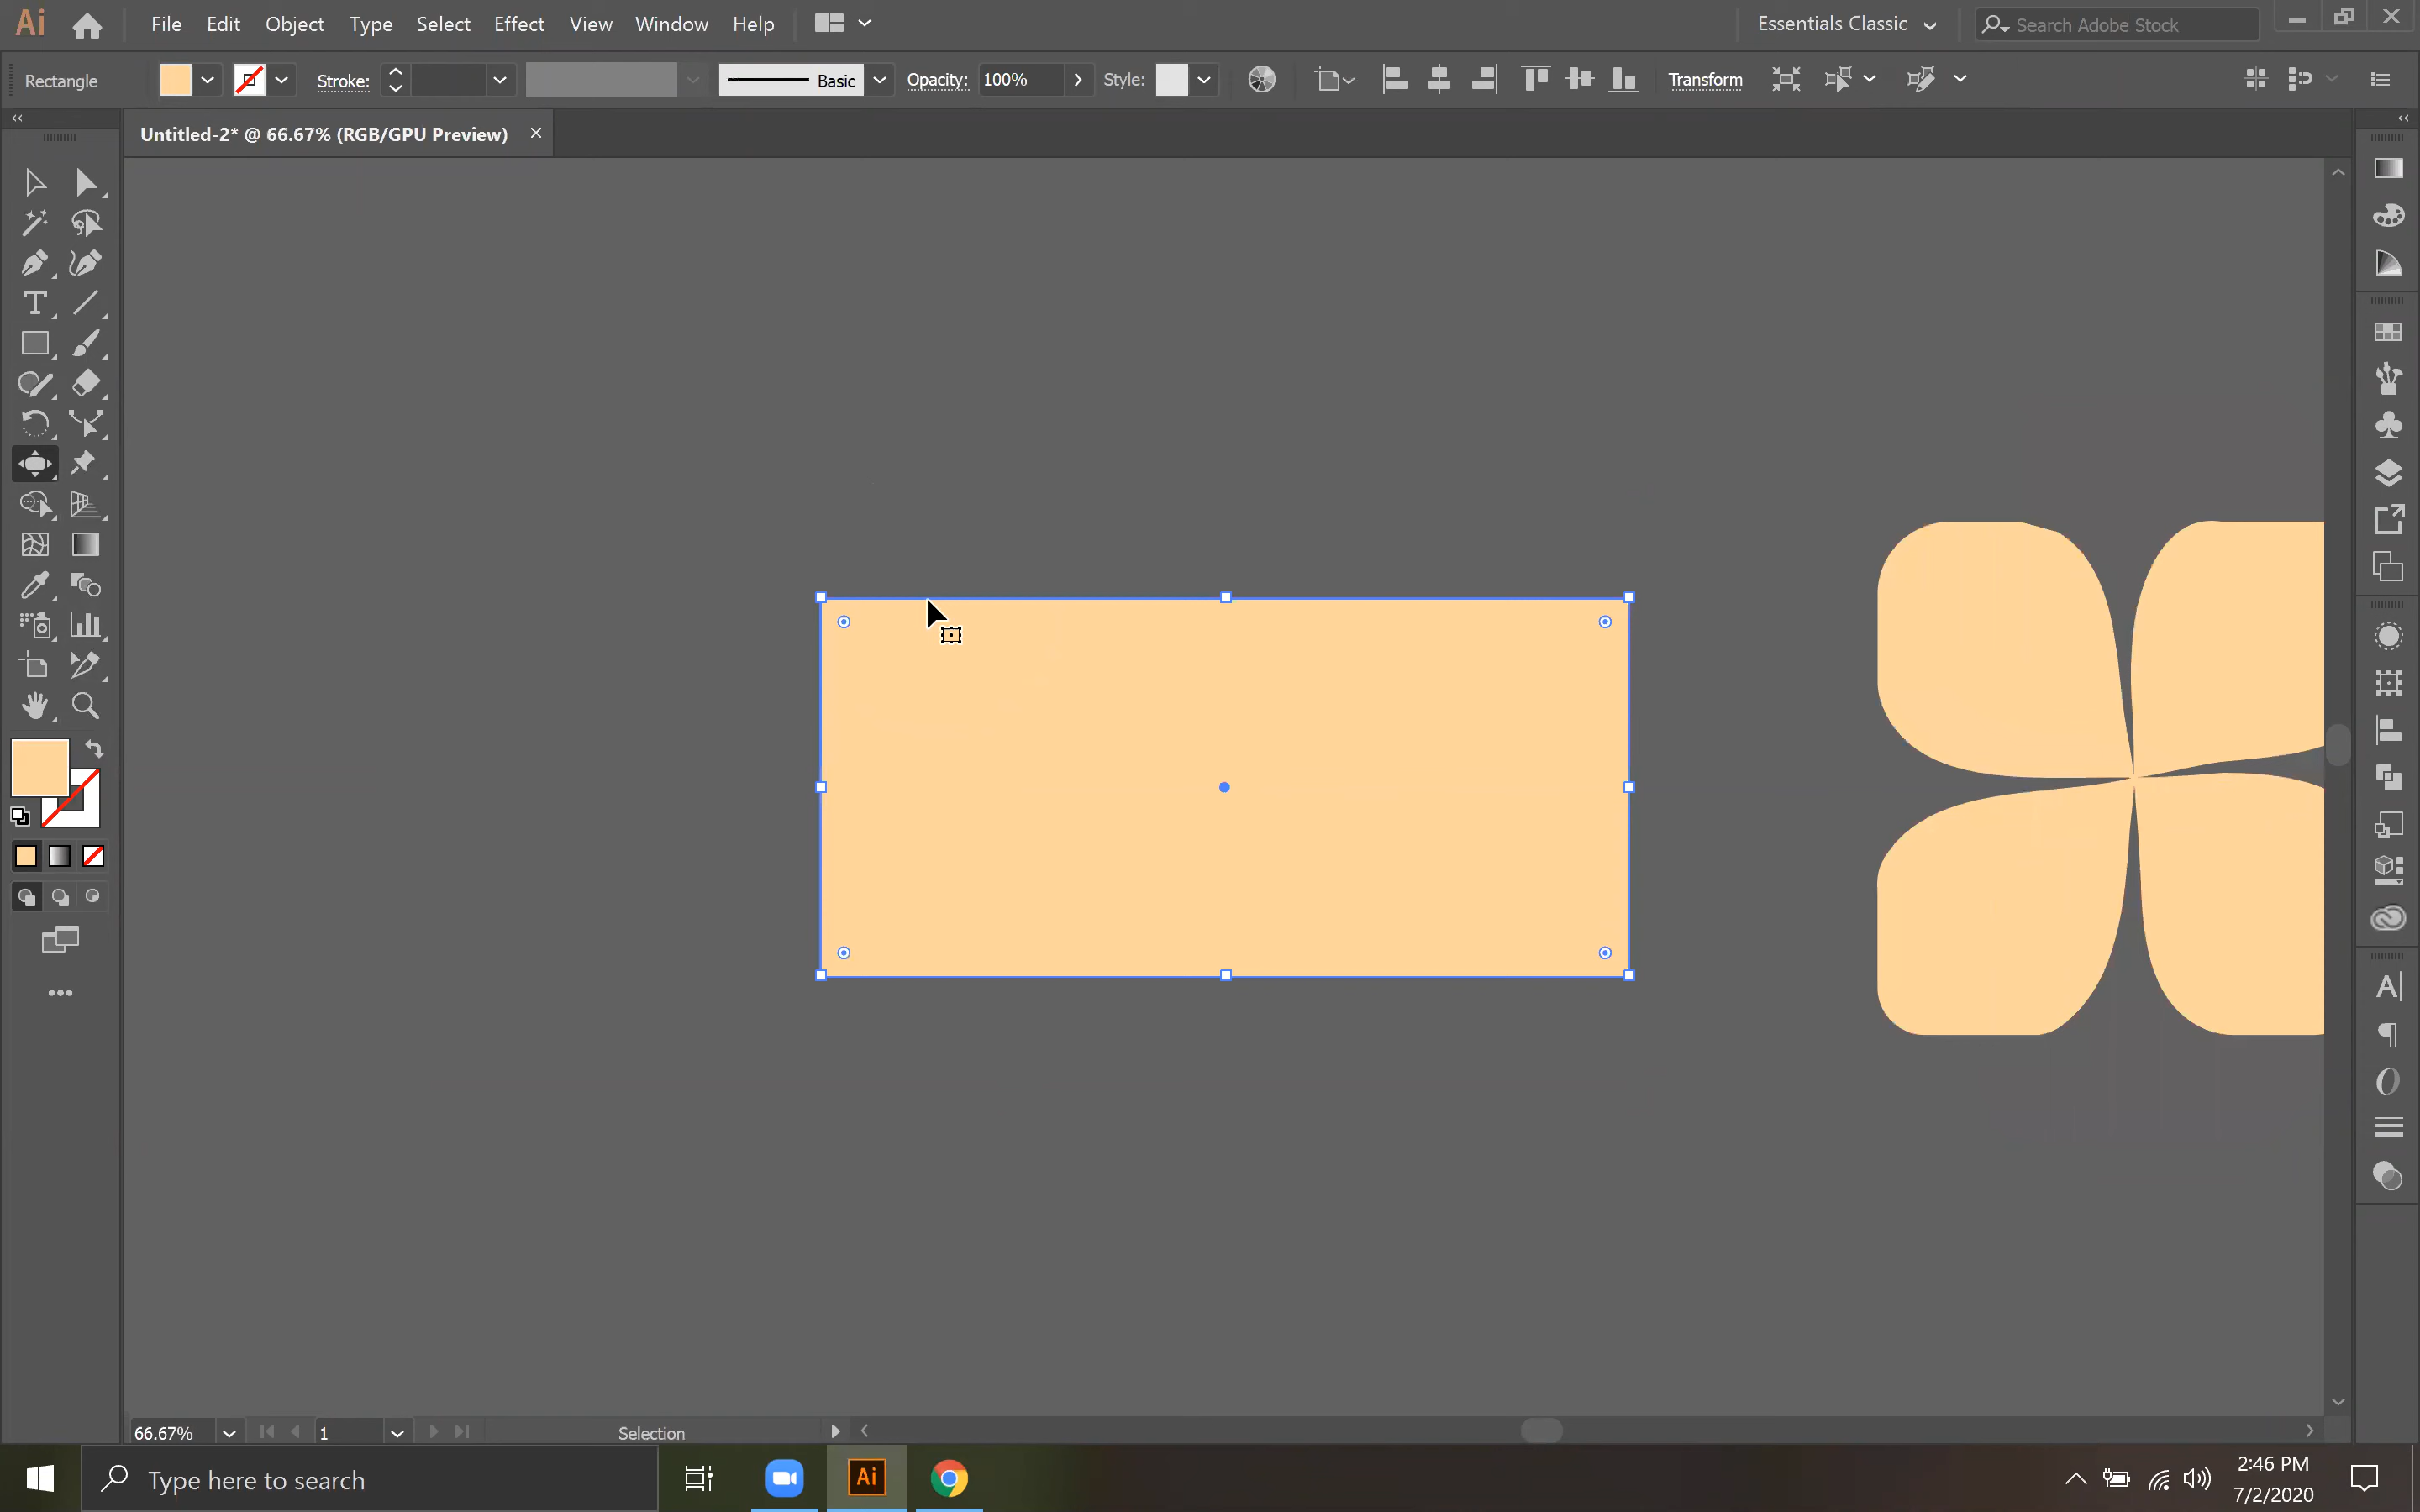 Ai File Edit Object Type Select Effect View Window Help Essentials Classic Search Adobe Stock
Rectangle Stroke: Basic Opacity: 100% Style: Transform
Untitled-2* @ 66.67% (RGB/GPU Preview)
66.67% 1 Selection
Type here to search Ai 2:46 PM
7/2/2020